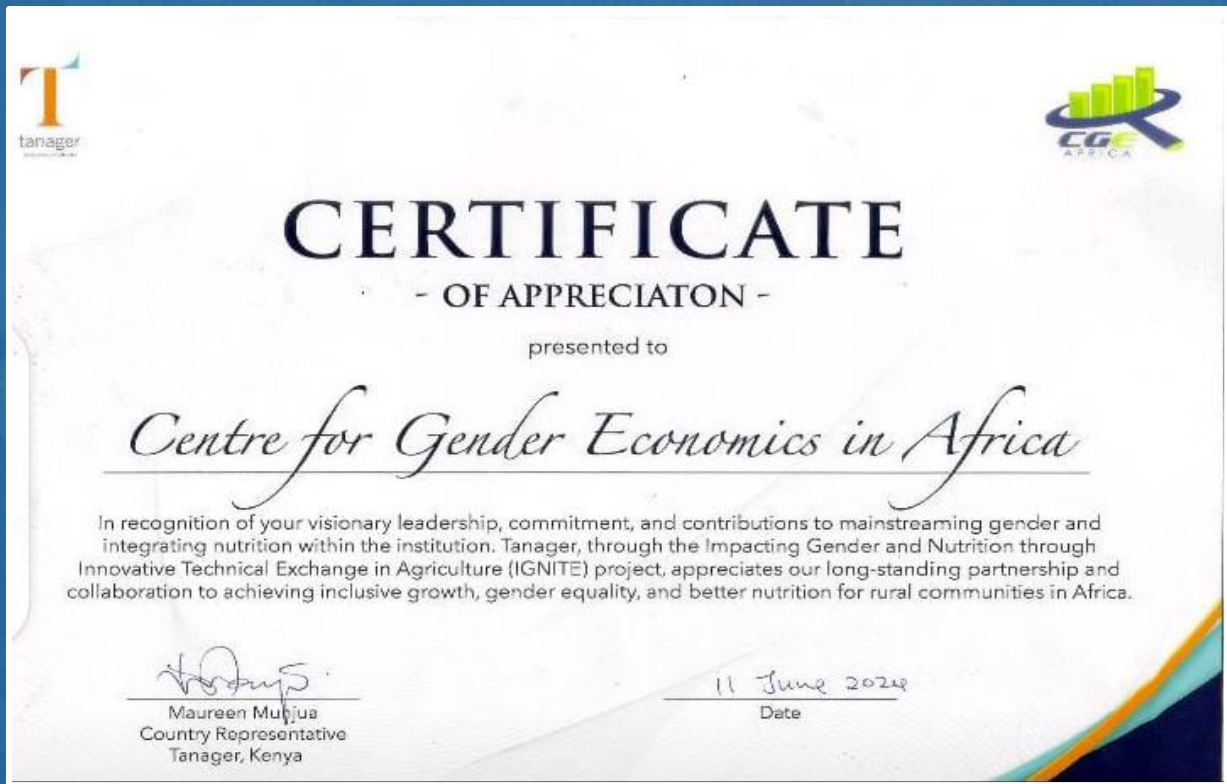 tanager
CGE
AFRICA
CERTIFICATE
- OF APPRECIATON -
presented to
Centre for Gender Economics in Africa
In recognition of your visionary leadership, commitment, and contributions to mainstreaming gender and
integrating nutrition within the institution. Tanager, through the Impacting Gender and Nutrition through
Innovative Technical Exchange in Agriculture (IGNITE) project, appreciates our long-standing partnership and
collaboration to achieving inclusive growth, gender equality, and better nutrition for rural communities in Africa.
11 June 2024
Maureen
Date
Country Representative
Tanager, Kenya